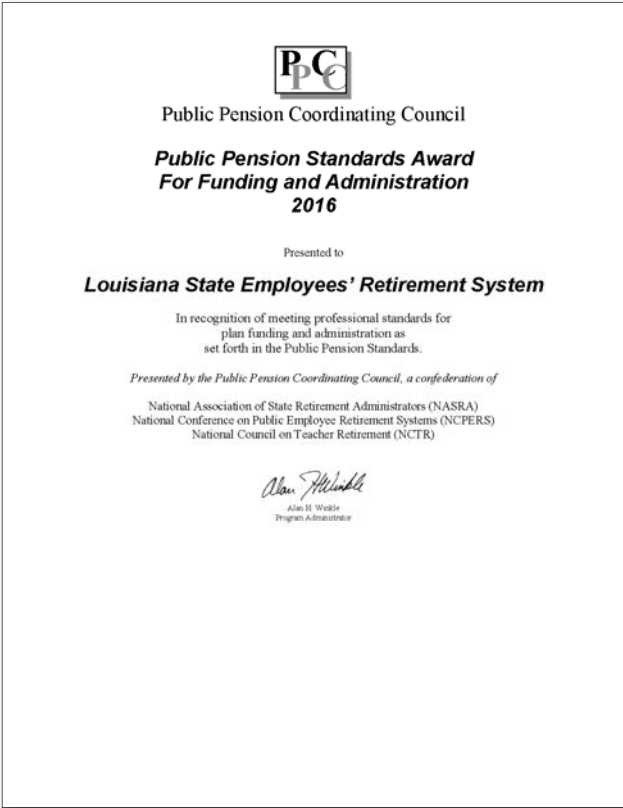 PPCC
Public Pension Coordinating Council
Public Pension Standards Award
For Funding and Administration
2016
Presented to
Louisiana State Employees’ Retirement System
In recognition of meeting professional standards for
plan funding and administration as
set forth in the Public Pension Standards.
Presented by the Public Pension Coordinating Council, a confederation of
National Association of State Retirement Administrators (NASRA)
National Conference on Public Employee Retirement Systems (NCPERS)
National Council on Teacher Retirement (NCTR)
Alan H Winkle
Alan H. Winkle
Program Administrator